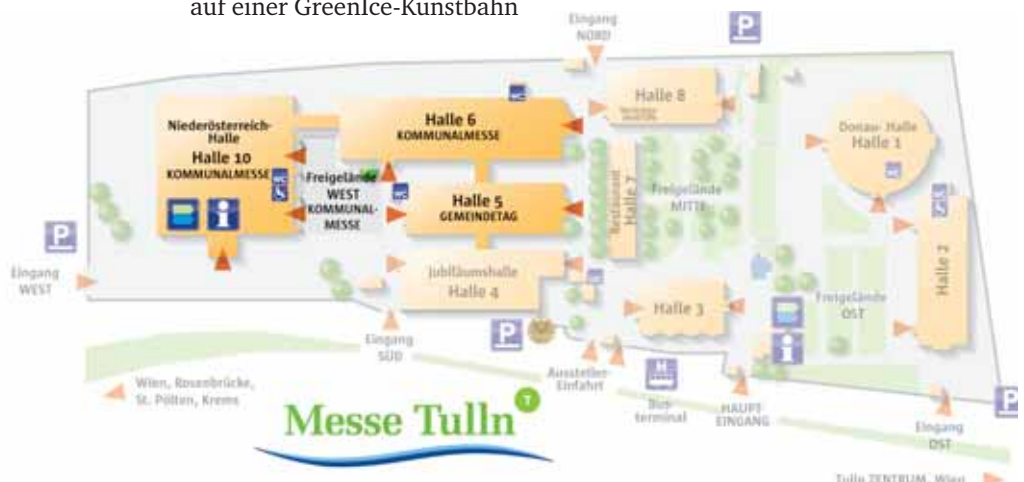 auf einer GreenIce-Kunstbahn
Eingang
NORD
P
Halle 8
Niederösterreich-
Halle
Halle 10
KOMMUNALMESSE
Halle 6
KOMMUNALMESSE
WC
Donau- Halle
Halle 1
WC
Freigelände
WEST
KOMMUNAL-
MESSE
WC
Halle 5
GEMEINDETAG
Restaurant
Halle 7
Freigelände
MITTE
i
P
Eingang
WEST
Jubiläumshalle
Halle 4
Halle 3
Halle 2
Freigelände
OST
i
Eingang
SÜD
P
Aussteller-
Einfahrt
H
Bus-
terminal
HAUPT-
EINGANG
Eingang
OST
P
Wien, Rosenbrücke,
St. Pölten, Krems
Messe Tulln
T
Tulln ZENTRUM, Wien